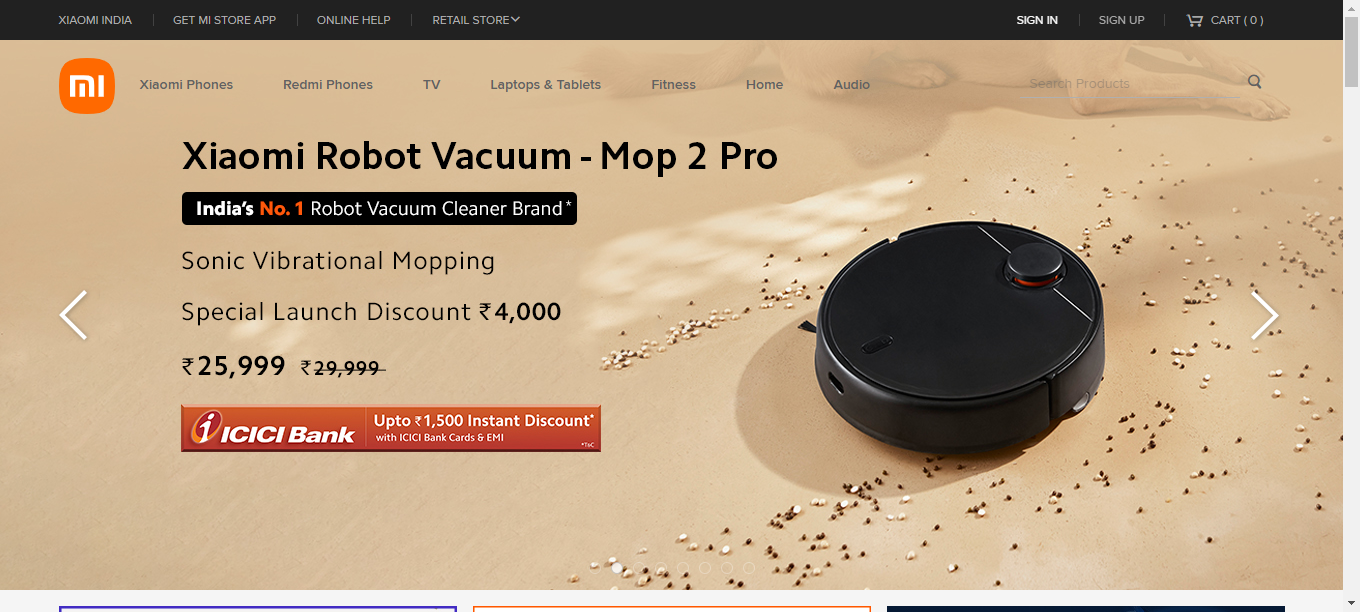 XIAOMI INDIA GET MI STORE APP ONLINE HELP RETAIL STORE SIGN IN SIGN UP CART ( 0 )
mi Xiaomi Phones Redmi Phones TV Laptops & Tablets Fitness Home Audio Search Products
Xiaomi Robot Vacuum - Mop 2 Pro
India's No. 1 Robot Vacuum Cleaner Brand*
Sonic Vibrational Mopping
Special Launch Discount ₹4,000
₹25,999 ₹29,999
ICICI Bank Upto ₹1,500 Instant Discount*
with ICICI Bank Cards & EMI
*T&C